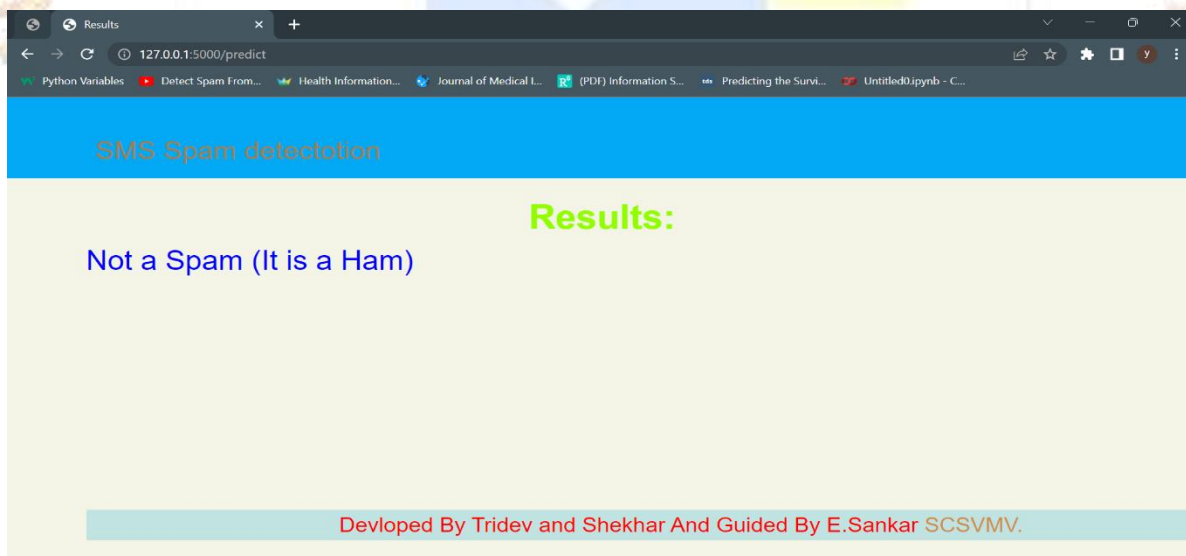 Results
127.0.0.1:5000/predict
Python Variables Detect Spam From... Health Information... Journal of Medical I... (PDF) Information S... Predicting the Survi... Untitled0.ipynb - C...
SMS Spam detectotion
Results:
Not a Spam (It is a Ham)
Devloped By Tridev and Shekhar And Guided By E.Sankar SCSVMV.